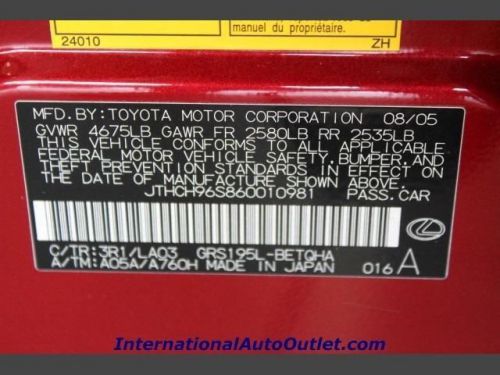 du manuel du propriétaire.
24010 ZH
MFD.BY:TOYOTA MOTOR CORPORATION 08/05
GVWR 4675LB GAWR FR 2580LB RR 2535LB
THIS VEHICLE CONFORMS TO ALL APPLICABLE
FEDERAL MOTOR VEHICLE SAFETY, BUMPER, AND
THEFT PREVENTION STANDARDS IN EFFECT ON THE
DATE OF MANUFACTURE SHOWN ABOVE.
JTHCH96S860010981 PASS.CAR
C/TR:3R1/LA03 GRS195L-BETQHA
A/TM:A05A/A760H MADE IN JAPAN 016A
InternationalAutoOutlet.com